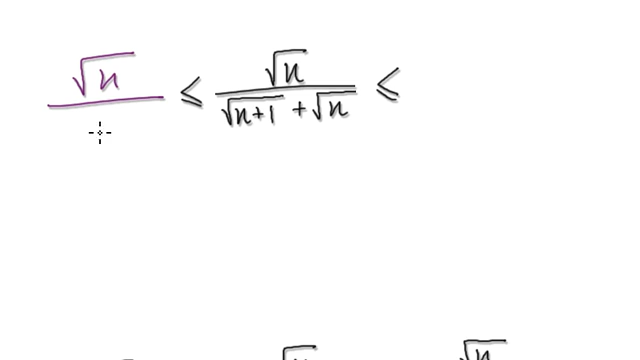 √n/ ≤ √n/(√n+1 + √n) ≤
√n √n